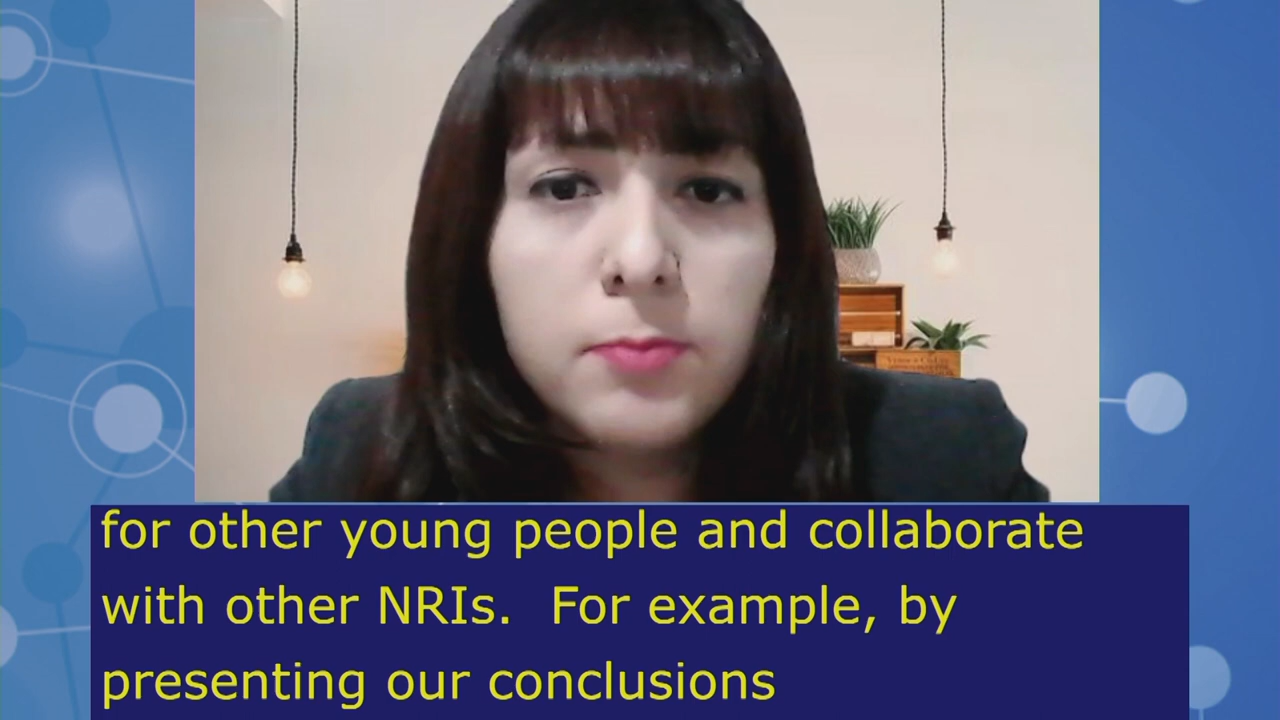 for other young people and collaborate
with other NRIs.  For example, by
presenting our conclusions